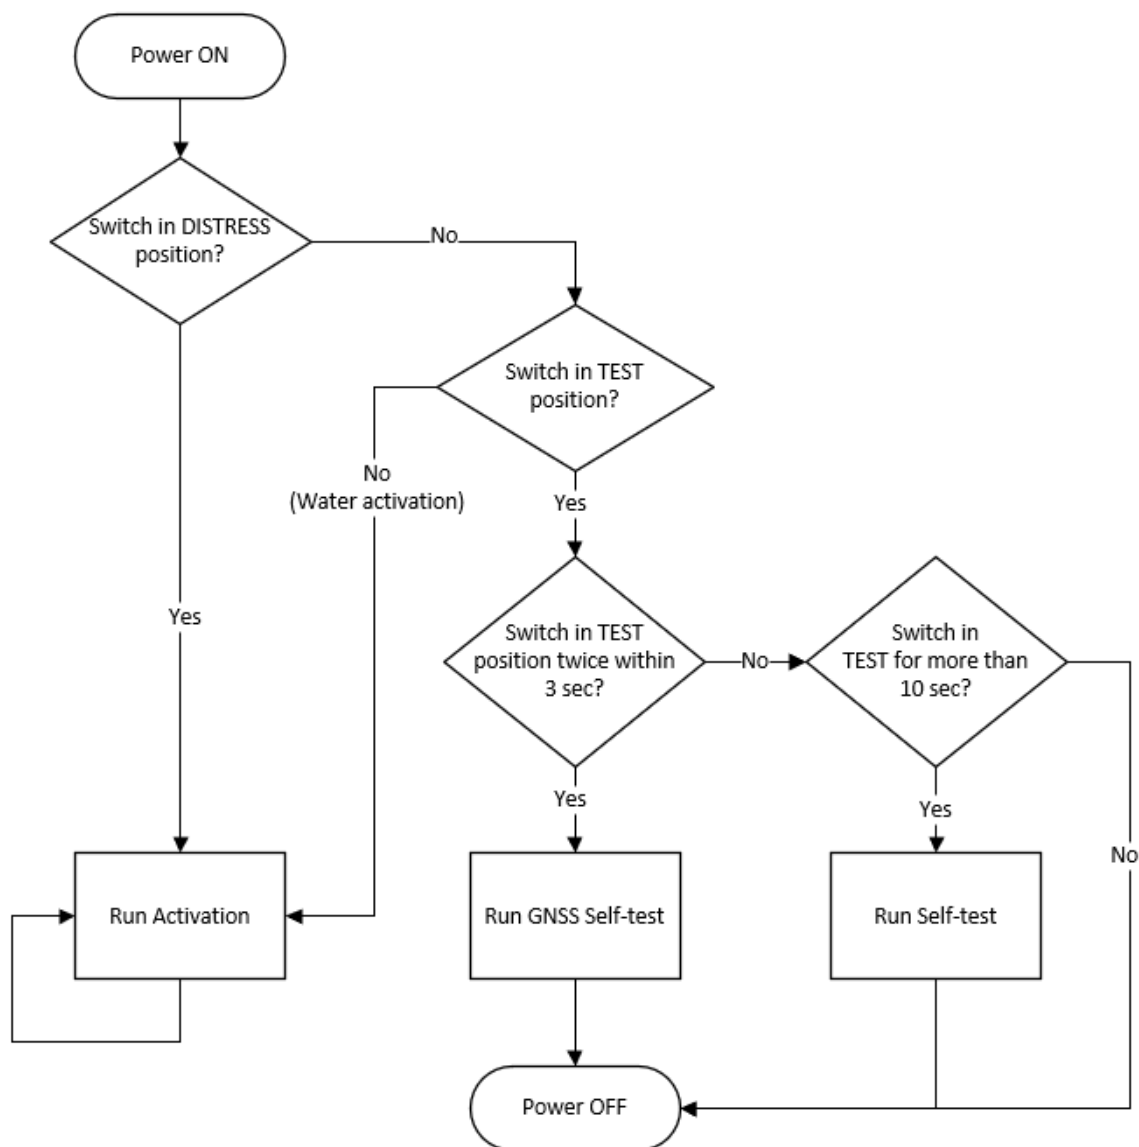 Power ON
Switch in DISTRESS
position?
No
Switch in TEST
position?
No
(Water activation)
Yes
Yes
Switch in TEST
position twice within
3 sec?
No
Switch in
TEST for more than
10 sec?
Yes
Yes
No
Run Activation
Run GNSS Self-test
Run Self-test
Power OFF